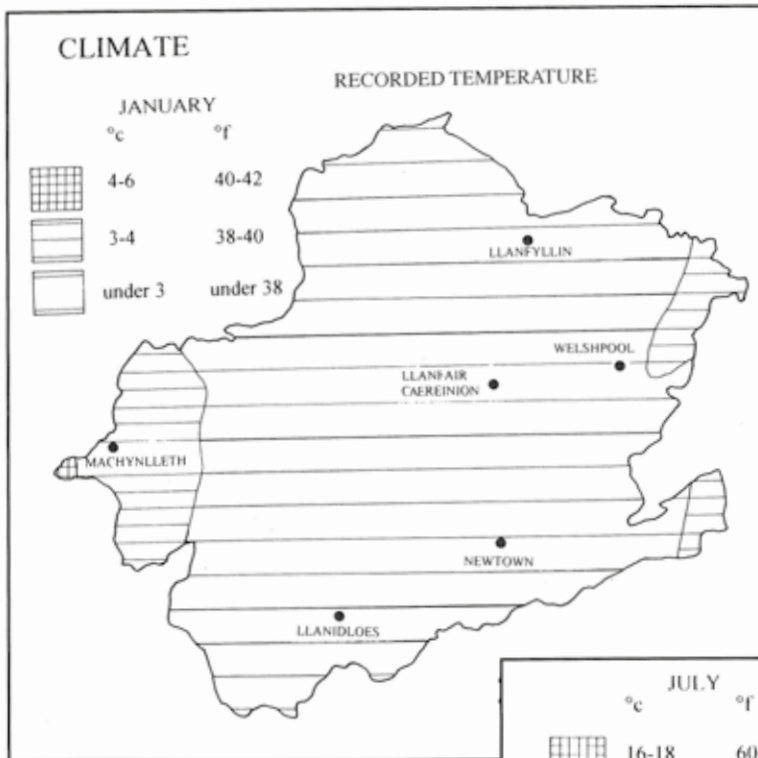 CLIMATE
RECORDED TEMPERATURE
JANUARY
°c °f
4-6 40-42
3-4 38-40
under 3 under 38
LLANFYLLIN
WELSHPOOL
LLANFAIR
CAEREINION
MACHYNLLETH
NEWTOWN
LLANIDLOES
JULY
°c °f
16-18 60